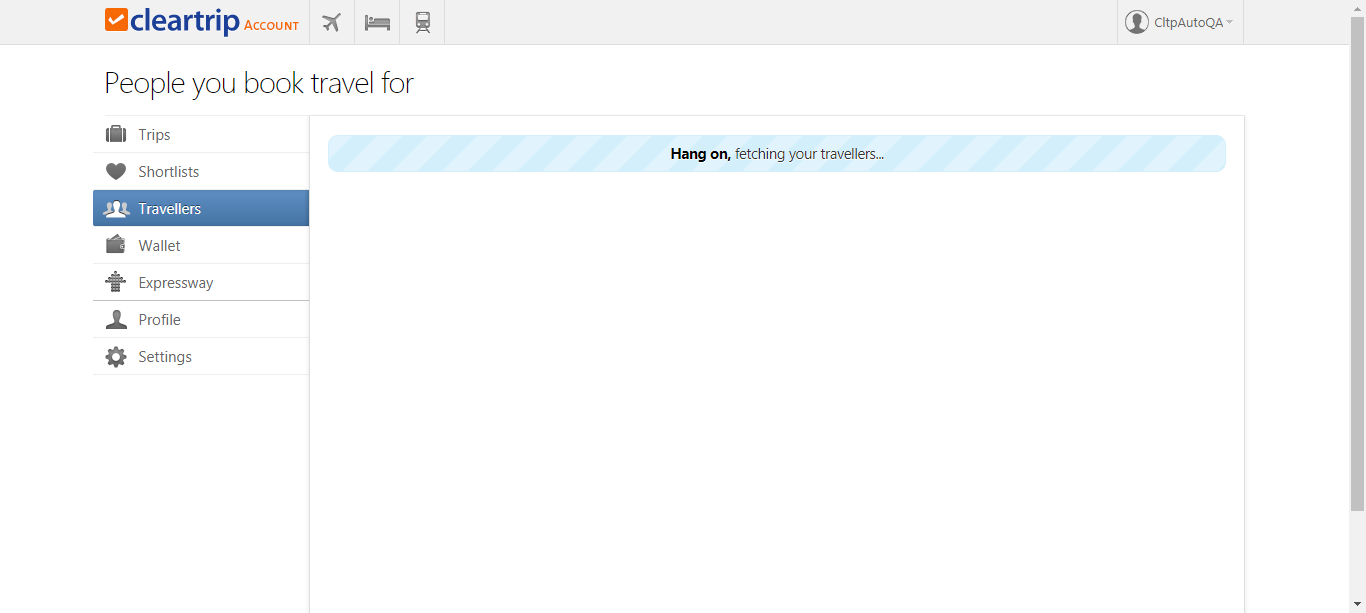 cleartrip ACCOUNT
CltpAutoQA
People you book travel for
Trips
Shortlists
Travellers
Wallet
Expressway
Profile
Settings
Hang on, fetching your travellers...